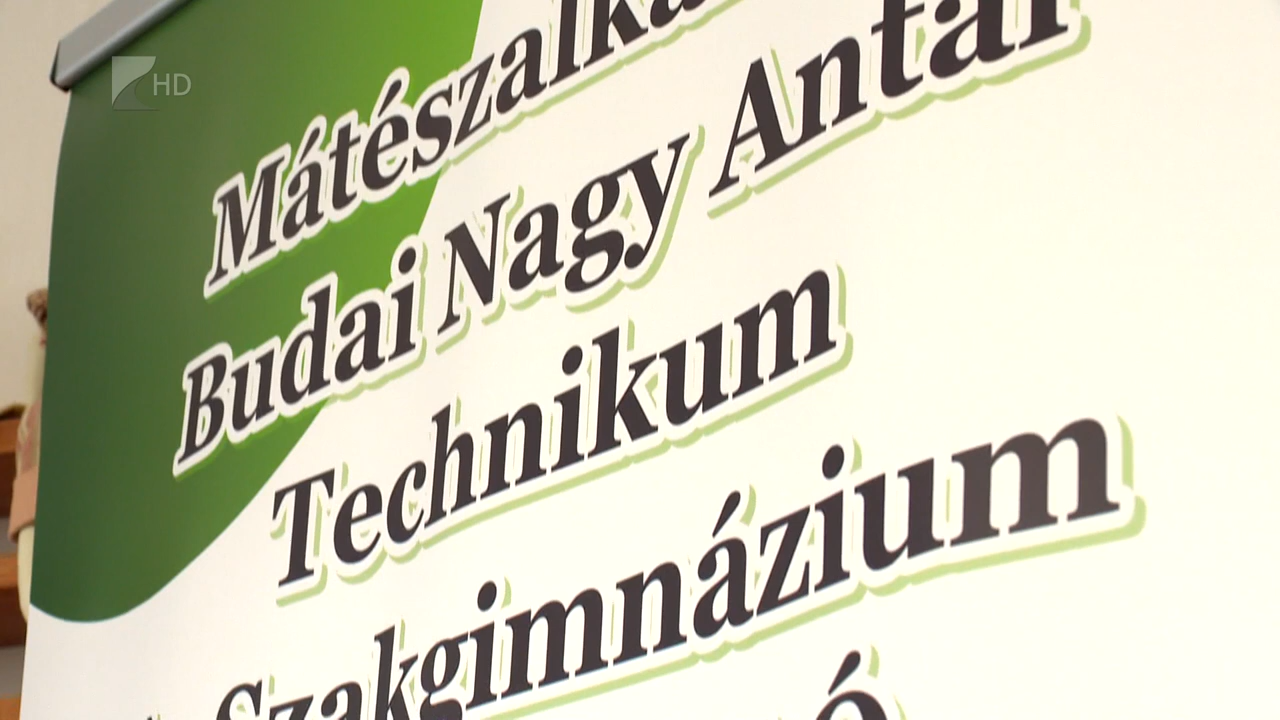 HD
Mátészalka
Budai Nagy Antal
Technikum
Szakgimnázium